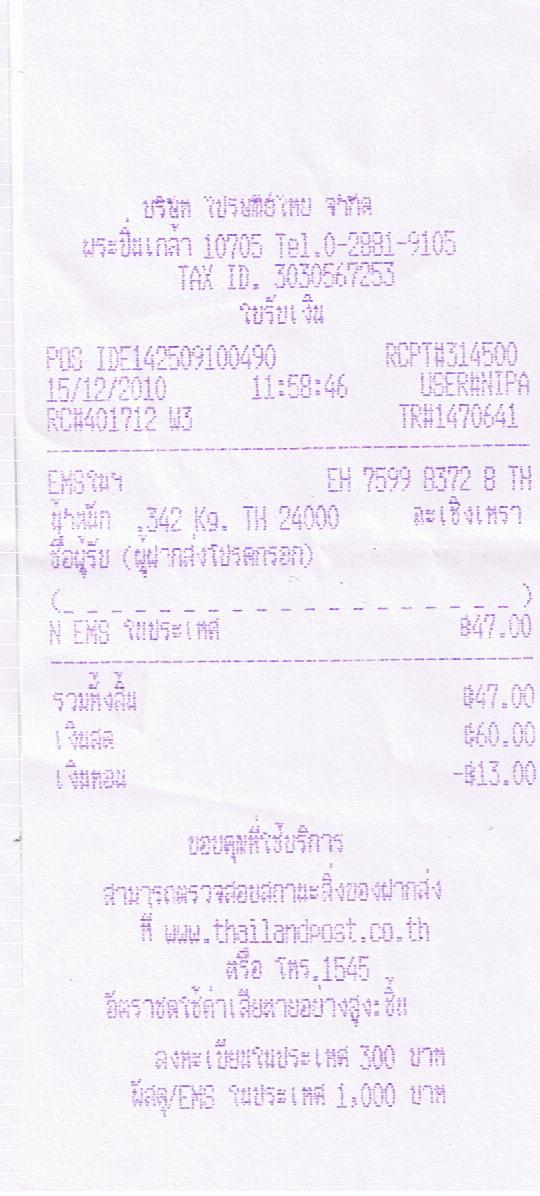 บริษัท ไปรษณีย์ไทย จำกัด
พระปิ่นเกล้า 10705 Tel.0-2881-9105
TAX ID. 3030567253
ใบรับเงิน
POS IDE142509100490 RCPT#314500
15/12/2010 11:58:46 USER#NIPA
RC#401712 W3 TR#1470641
EMSในฯ EH 7599 8372 8 TH
น้ำหนัก .342 Kg. TH 24000 ฉะเชิงเทรา
ชื่อผู้รับ (ผู้ฝากส่งโปรดกรอก)
(_ _ _ _ _ _ _ _ _ _ _ _ _ _ _ _ _ _ _)
N EMS ในประเทศ ฿47.00
รวมทั้งสิ้น ฿47.00
เงินสด ฿60.00
เงินทอน -฿13.00
ขอบคุณที่ใช้บริการ
สามารถตรวจสอบสถานะสิ่งของฝากส่ง
ที่ www.thailandpost.co.th
หรือ โทร.1545
อัตราชดใช้ค่าเสียหายอย่างสูง:ชิ้น
ลงทะเบียนในประเทศ 300 บาท
พัสดุ/EMS ในประเทศ 1,000 บาท